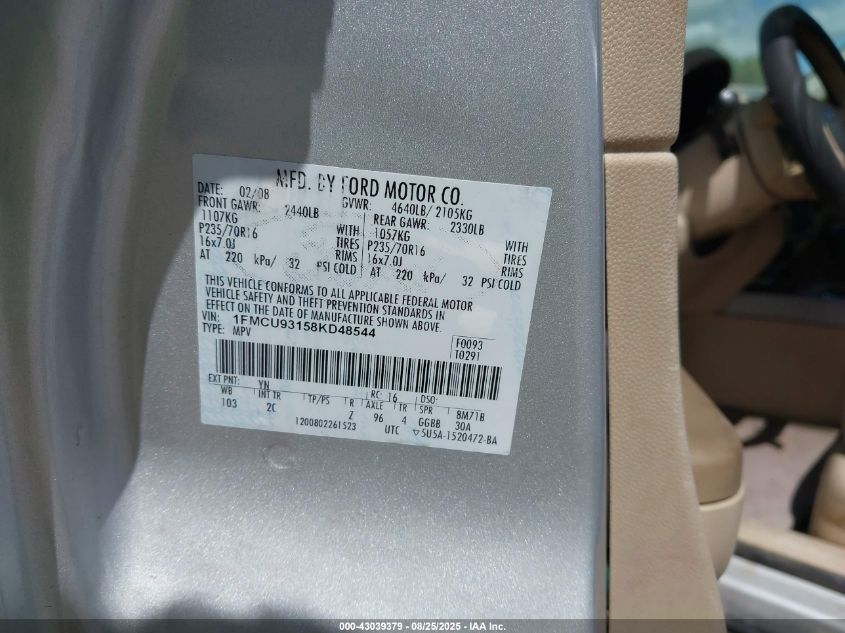 MFD. BY FORD MOTOR CO.
DATE: 02/08 GVWR: 4640LB/ 2105KG
FRONT GAWR: 2440LB REAR GAWR: 2330LB
1107KG WITH 1057KG WITH
P235/70R16 TIRES P235/70R16 TIRES
16x7.0J RIMS 16x7.0J RIMS
AT 220 kPa/ 32 PSI COLD AT 220 kPa/ 32 PSI COLD
THIS VEHICLE CONFORMS TO ALL APPLICABLE FEDERAL MOTOR
VEHICLE SAFETY AND THEFT PREVENTION STANDARDS IN
EFFECT ON THE DATE OF MANUFACTURE SHOWN ABOVE.
VIN: 1FMCU93158KD48544 F0093
TYPE: MPV T0291
EXT PNT: YN RC: 16 DSO:
WB INT TR TP/PS R AXLE TR SPR 8M71B
103 2C Z 96 4 GGBB 30A
1200802261523 UTC ▽5U5A-1520472-BA
000-43039379 - 08/25/2025 - IAA Inc.